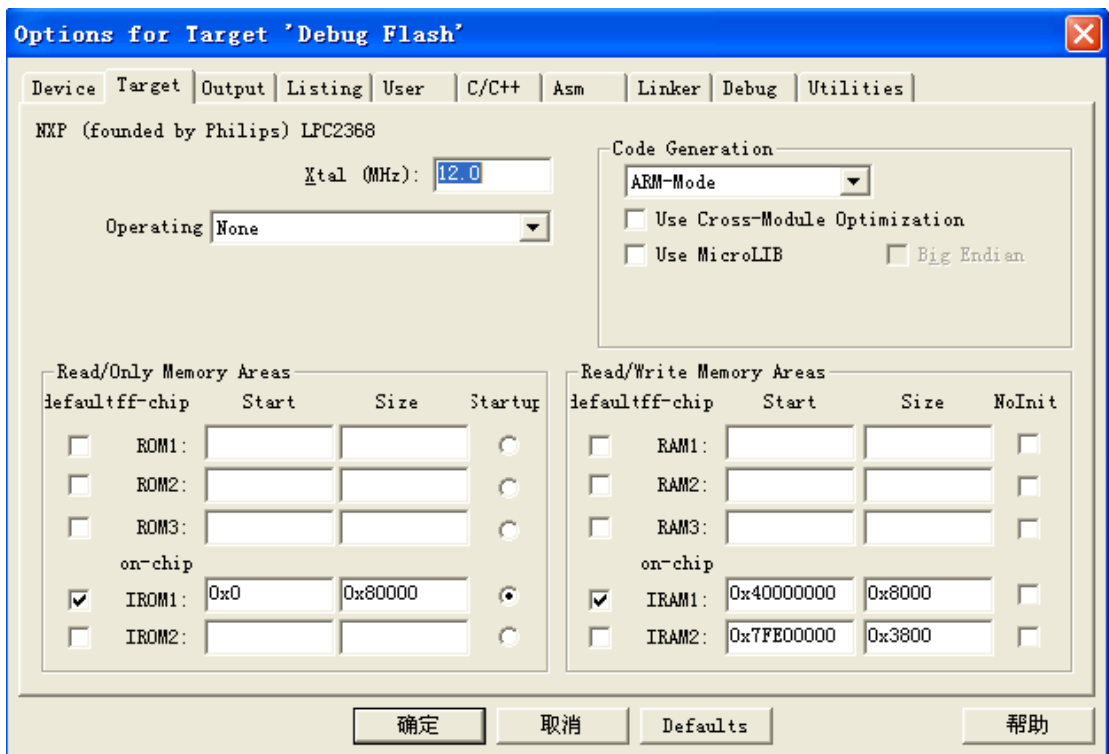 Options for Target 'Debug Flash'
Device Target Output Listing User C/C++ Asm Linker Debug Utilities
NXP (founded by Philips) LPC2368
Xtal (MHz): 12.0
Operating None
Code Generation
ARM-Mode
Use Cross-Module Optimization
Use MicroLIB Big Endian
Read/Only Memory Areas
default ff-chip Start Size Startup
ROM1:
ROM2:
ROM3:
on-chip
IROM1: 0x0 0x80000
IROM2:
Read/Write Memory Areas
default ff-chip Start Size NoInit
RAM1:
RAM2:
RAM3:
on-chip
IRAM1: 0x40000000 0x8000
IRAM2: 0x7FE00000 0x3800
确定 取消 Defaults 帮助